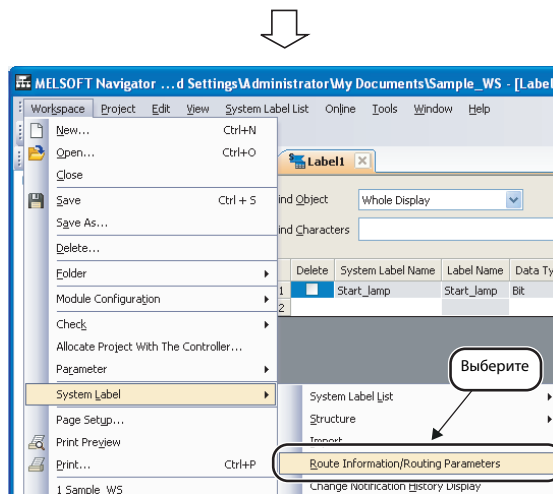 MELSOFT Navigator ...d Settings\Administrator\My Documents\Sample_WS - [Label
Workspace Project Edit View System Label List Online Tools Window Help
New... Ctrl+N
Open... Ctrl+O
Label1
Close
Save Ctrl + S
ind Object Whole Display
Save As...
ind Characters
Delete...
Folder
Delete System Label Name Label Name Data Ty
Module Configuration
1 Start_lamp Start_lamp Bit
2
Check
Allocate Project With The Controller...
Parameter
Выберите
System Label
System Label List
Page Setup...
Structure
Print Preview
Import
Print... Ctrl+P
Route Information/Routing Parameters
1 Sample_WS
Change Notification History Display